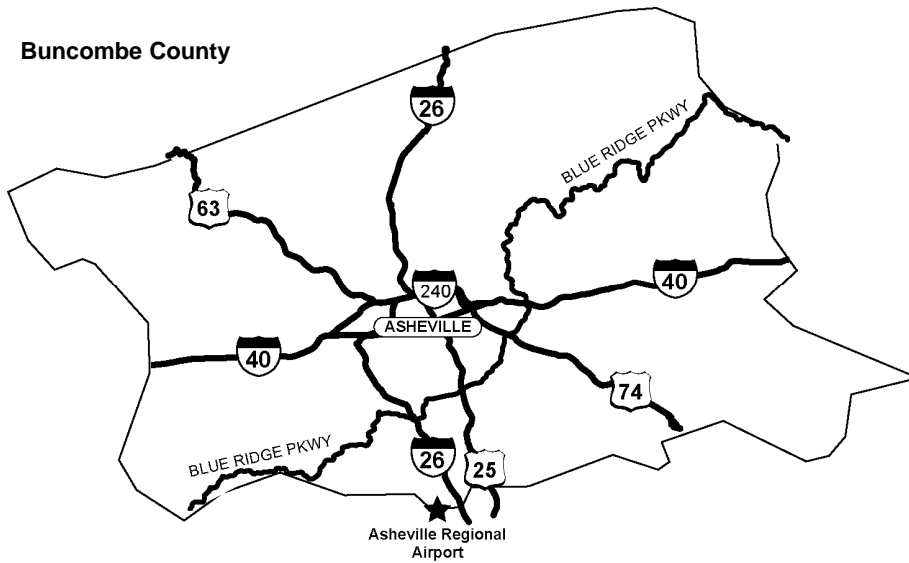 Buncombe County
26
BLUE RIDGE PKWY
63
240
40
ASHEVILLE
40
74
BLUE RIDGE PKWY
26
25
Asheville Regional
Airport